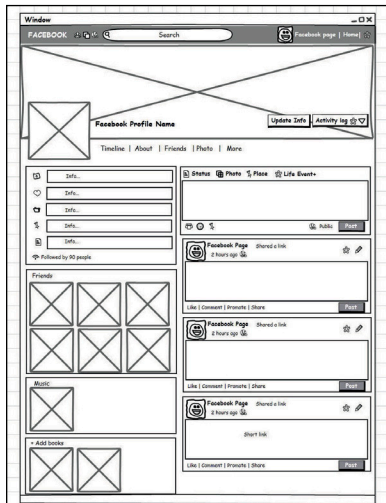 Window
FACEBOOK Search Facebook page | Home|
Facebook Profile Name
Update Info Activity log
Timeline | About | Friends |Photo | More
Info...
Info...
Info...
Info...
Info...
Followed by 90 people
Friends
Music
+ Add books
Status Photo Place Life Event+
Public Post
Facebook Page Shared a link
2 hours ago
Like | Comment | Promote | Share Post
Facebook Page Shared a link
2 hours ago
Like | Comment | Promote | Share Post
Facebook Page Shared a link
2 hours ago
Short link
Like | Comment | Promote | Share Post